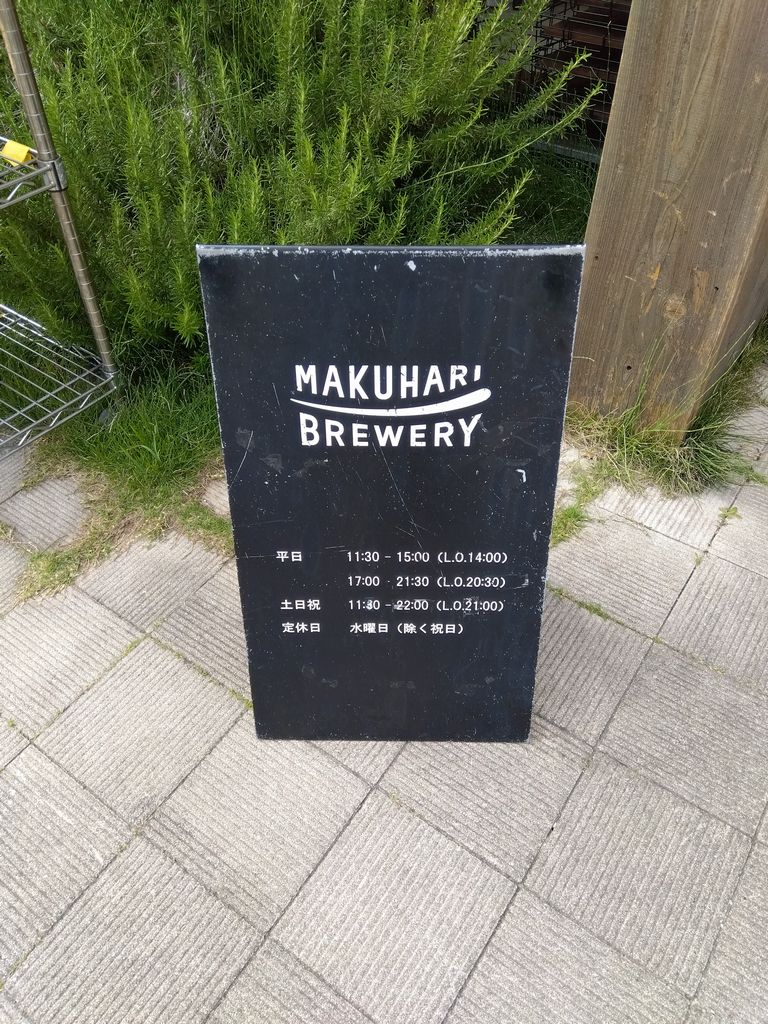 MAKUHARI
BREWERY
平日 11:30 - 15:00 (L.O.14:00)
17:00 - 21:30 (L.O.20:30)
土日祝 11:30 - 22:00 (L.O.21:00)
定休日 水曜日（除く祝日）